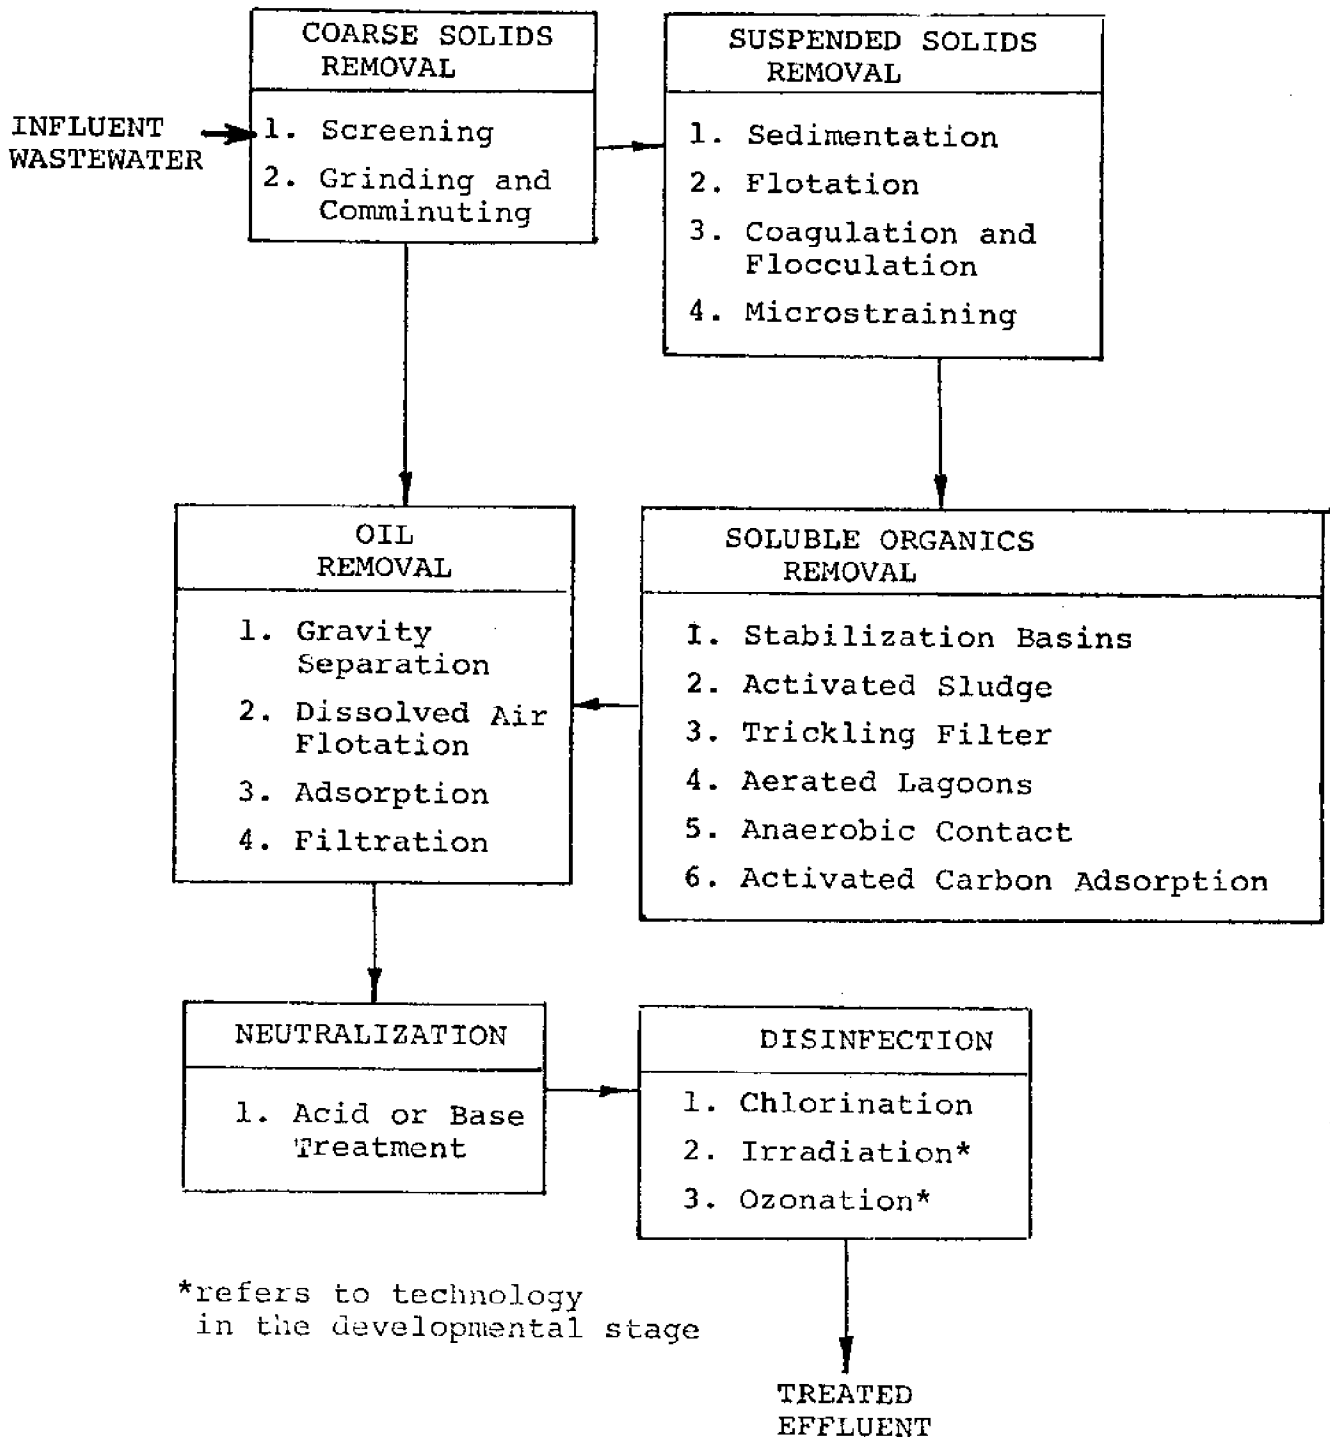 COARSE SOLIDS
REMOVAL
1. Screening
2. Grinding and
Comminuting
INFLUENT
WASTEWATER
SUSPENDED SOLIDS
REMOVAL
1. Sedimentation
2. Flotation
3. Coagulation and
Flocculation
4. Microstraining
OIL
REMOVAL
1. Gravity
Separation
2. Dissolved Air
Flotation
3. Adsorption
4. Filtration
SOLUBLE ORGANICS
REMOVAL
1. Stabilization Basins
2. Activated Sludge
3. Trickling Filter
4. Aerated Lagoons
5. Anaerobic Contact
6. Activated Carbon Adsorption
NEUTRALIZATION
1. Acid or Base
Treatment
DISINFECTION
1. Chlorination
2. Irradiation*
3. Ozonation*
*refers to technology
in the developmental stage
TREATED
EFFLUENT